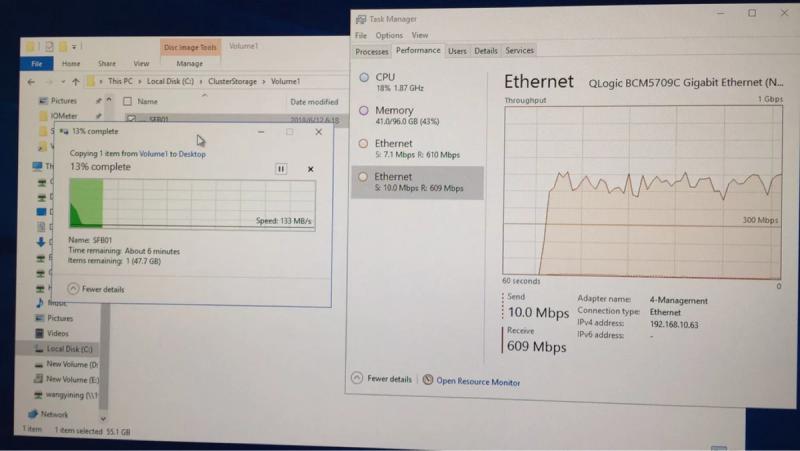 Disc Image Tools
Volume1
File
Home
Share
View
Manage
This PC > Local Disk (C:) > ClusterStorage > Volume1
Pictures
IOMeter
Name
Date modified
SFB01
13% complete
Copying 1 item from Volume1 to Desktop
13% complete
Speed: 133 MB/s
Name: SFB01
Time remaining: About 6 minutes
Items remaining: 1 (47.7 GB)
Fewer details
Music
Pictures
Videos
Local Disk (C:)
New Volume (D:
New Volume (E:)
wangyining (\\1
Network
1 item
1 item selected 55.1 GB
Task Manager
File Options View
Processes Performance Users Details Services
CPU
18% 1.87 GHz
Memory
41.0/96.0 GB (43%)
Ethernet
S: 7.1 Mbps R: 610 Mbps
Ethernet
S: 10.0 Mbps R: 609 Mbps
Ethernet QLogic BCM5709C Gigabit Ethernet (N...
Throughput
1 Gbps
300 Mbps
60 seconds
0
Send
10.0 Mbps
Receive
609 Mbps
Adapter name: 4-Management
Connection type: Ethernet
IPv4 address: 192.168.10.63
IPv6 address: -
Fewer details
Open Resource Monitor